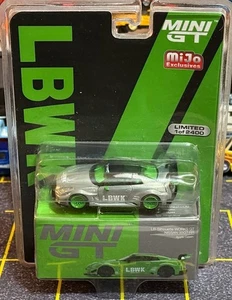 LBWK
MINI GT
MiJo
Exclusives
LIMITED
1 of 2400
LBWK
MINI
GT
LBWK